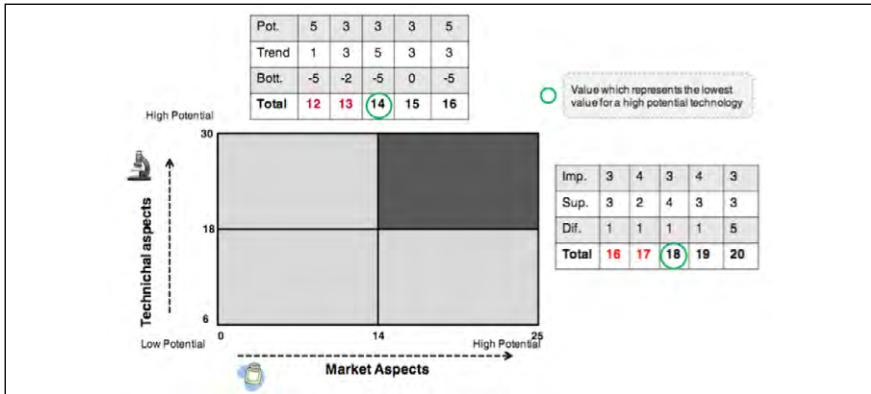 Pot. 5 3 3 3 5
Trend 1 3 5 3 3
Bott. -5 -2 -5 0 -5
Total 12 13 14 15 16
Value which represents the lowest
value for a high potential technology
High Potential
30
Imp. 3 4 3 4 3
Sup. 3 2 4 3 3
Dif. 1 1 1 1 5
Total 16 17 18 19 20
Technichal aspects
18
6
0 14 25
Low Potential
High Potential
Market Aspects